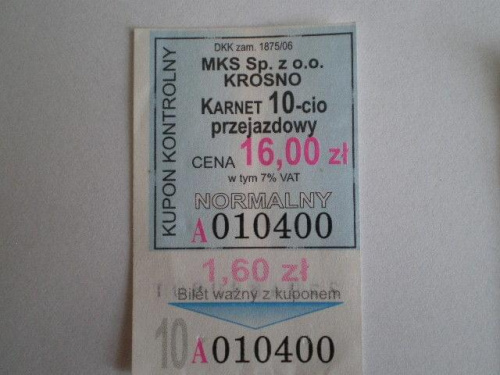 KUPON KONTROLNY
DKK zam. 1875/06
MKS Sp. z o.o.
KROSNO
KARNET 10-cio
przejazdowy
CENA 16,00 zł
w tym 7% VAT
NORMALNY
A010400
1,60 zł
Bilet ważny z kuponem
10 A010400